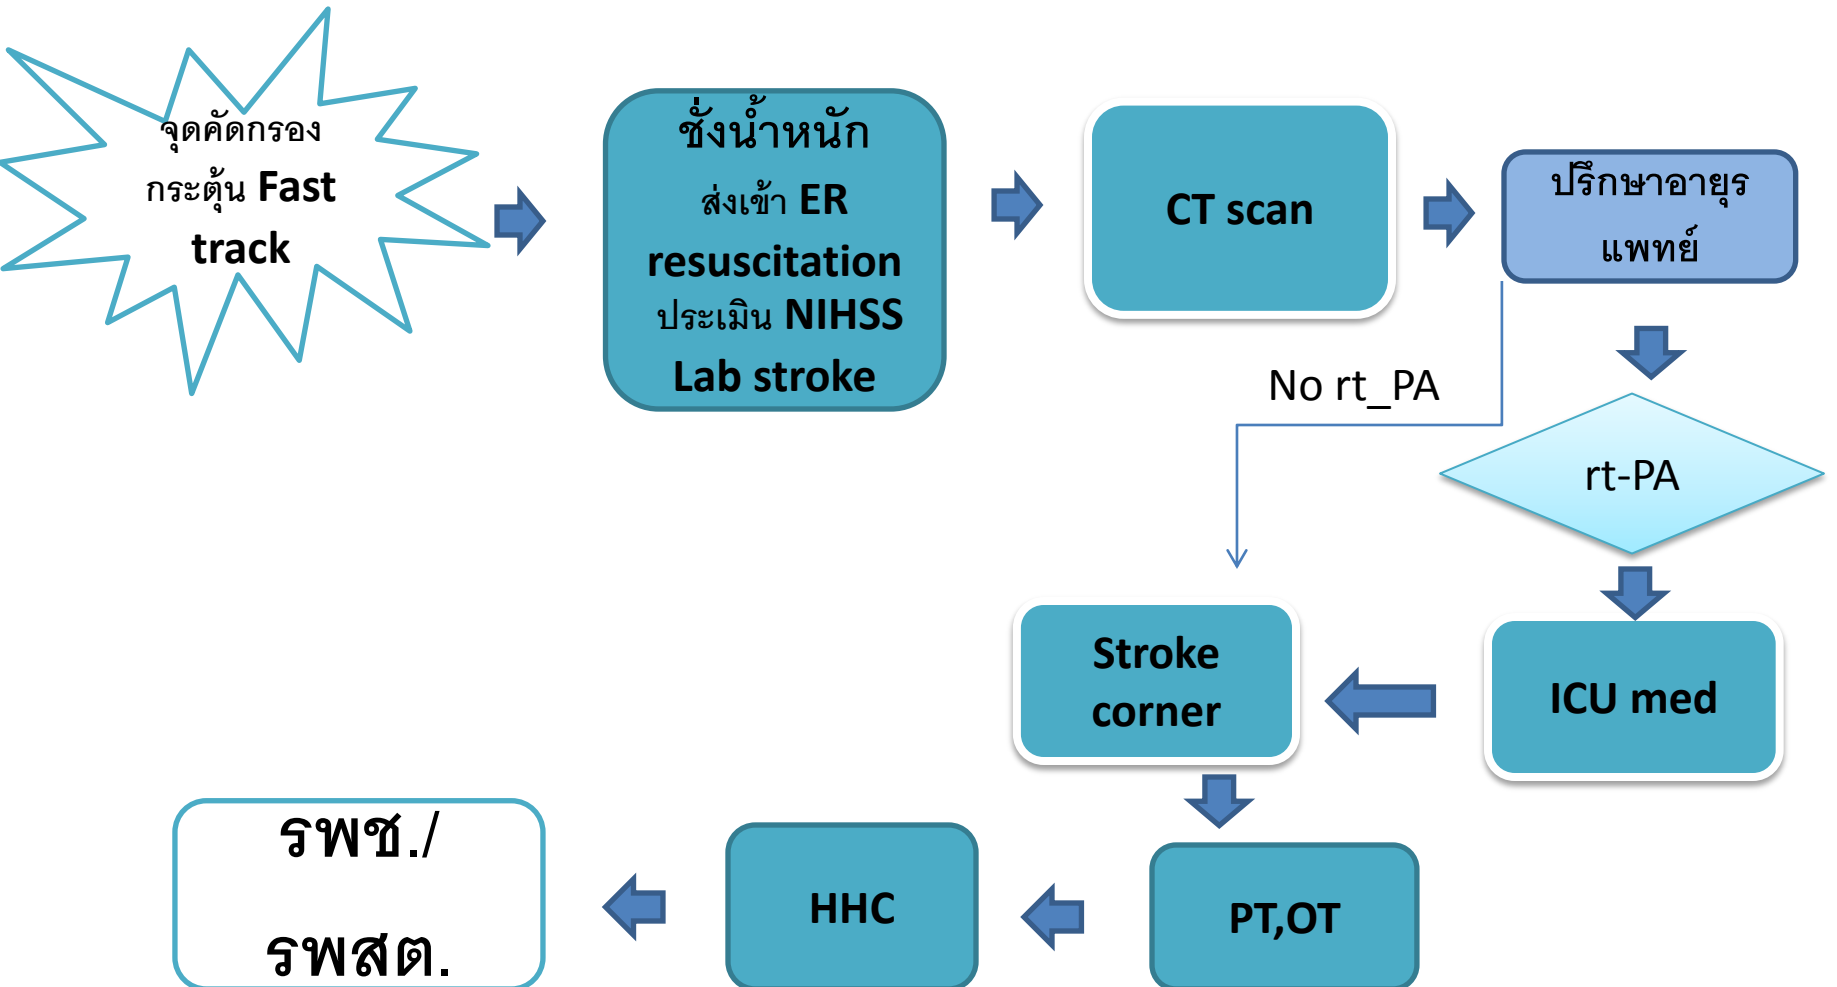 จุดคัดกรอง
กระตุ้น Fast
track
ชั่งน้ำหนัก
ส่งเข้า ER
resuscitation
ประเมิน NIHSS
Lab stroke
CT scan
ปรึกษาอายุร
แพทย์
No rt_PA
rt-PA
ICU med
Stroke
corner
PT,OT
HHC
รพช./
รพสต.